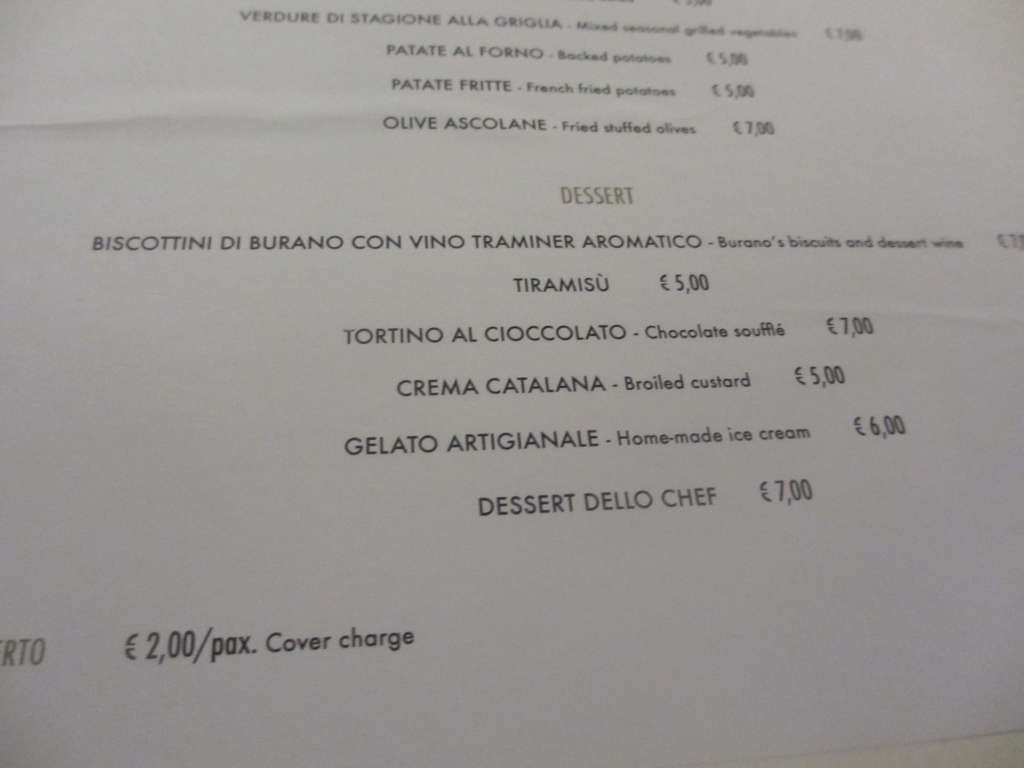 VERDURE DI STAGIONE ALLA GRIGLIA - Mixed seasonal grilled vegetables € 7,00
PATATE AL FORNO - Backed potatoes € 5,00
PATATE FRITTE - French fried potatoes € 5,00
OLIVE ASCOLANE - Fried stuffed olives € 7,00
DESSERT
BISCOTTINI DI BURANO CON VINO TRAMINER AROMATICO - Burano's biscuits and dessert wine
TIRAMISÙ € 5,00
TORTINO AL CIOCCOLATO - Chocolate soufflé € 7,00
CREMA CATALANA - Broiled custard € 5,00
GELATO ARTIGIANALE - Home-made ice cream € 6,00
DESSERT DELLO CHEF € 7,00
ERTO € 2,00/pax. Cover charge